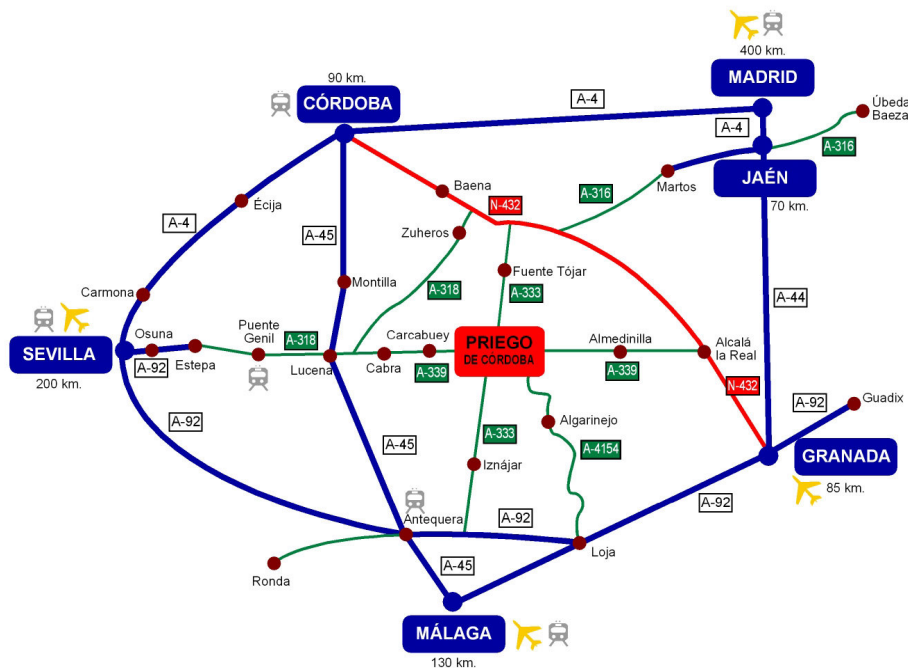 400 km.
MADRID
90 km.
CÓRDOBA
A-4
A-4
Úbeda
Baeza
A-316
JAÉN
70 km.
Martos
A-316
Baena
N-432
Écija
A-4
A-45
Zuheros
Fuente Tójar
A-333
A-318
Montilla
A-44
Carmona
SEVILLA
200 km.
Osuna
A-92
Estepa
Puente
Genil
A-318
Lucena
Cabra
Carcabuey
A-339
PRIEGO
DE CÓRDOBA
Almedinilla
A-339
Alcalá
la Real
N-432
A-92
Guadix
GRANADA
85 km.
A-92
A-45
A-333
Iznájar
Algarinejo
A-4154
A-92
Antequera
A-92
Loja
Ronda
A-45
MÁLAGA
130 km.